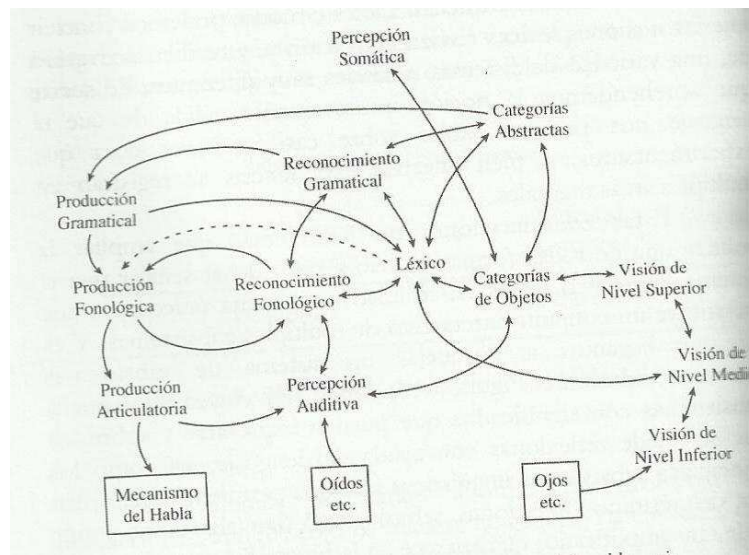 Percepción
Somática
Categorías
Abstractas
Reconocimiento
Gramatical
Producción
Gramatical
Léxico
Producción
Fonológica
Reconocimiento
Fonológico
Categorías
de Objetos
Visión de
Nivel Superior
Visión de
Nivel Medio
Producción
Articulatoria
Percepción
Auditiva
Visión de
Nivel Inferior
Mecanismo
del Habla
Oídos
etc.
Ojos
etc.